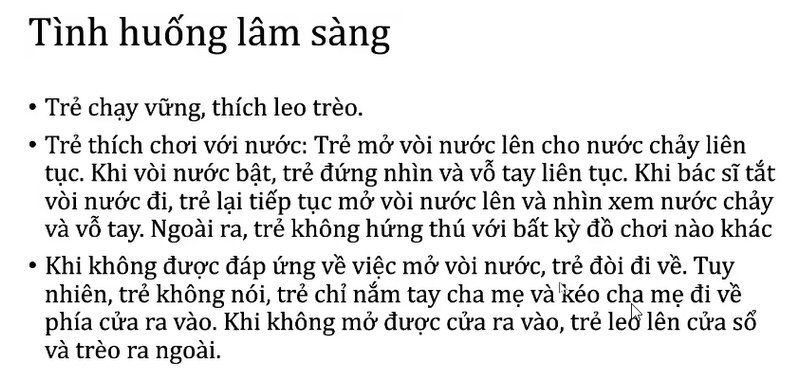 Tình huống lâm sàng
• Trẻ chạy vững, thích leo trèo.
• Trẻ thích chơi với nước: Trẻ mở vòi nước lên cho nước chảy liên
tục. Khi vòi nước bật, trẻ đứng nhìn và vỗ tay liên tục. Khi bác sĩ tắt
vòi nước đi, trẻ lại tiếp tục mở vòi nước lên và nhìn xem nước chảy
và vỗ tay. Ngoài ra, trẻ không hứng thú với bất kỳ đồ chơi nào khác
• Khi không được đáp ứng về việc mở vòi nước, trẻ đòi đi về. Tuy
nhiên, trẻ không nói, trẻ chỉ nắm tay cha mẹ và kéo cha mẹ đi về
phía cửa ra vào. Khi không mở được cửa ra vào, trẻ leo lên cửa sổ
và trèo ra ngoài.